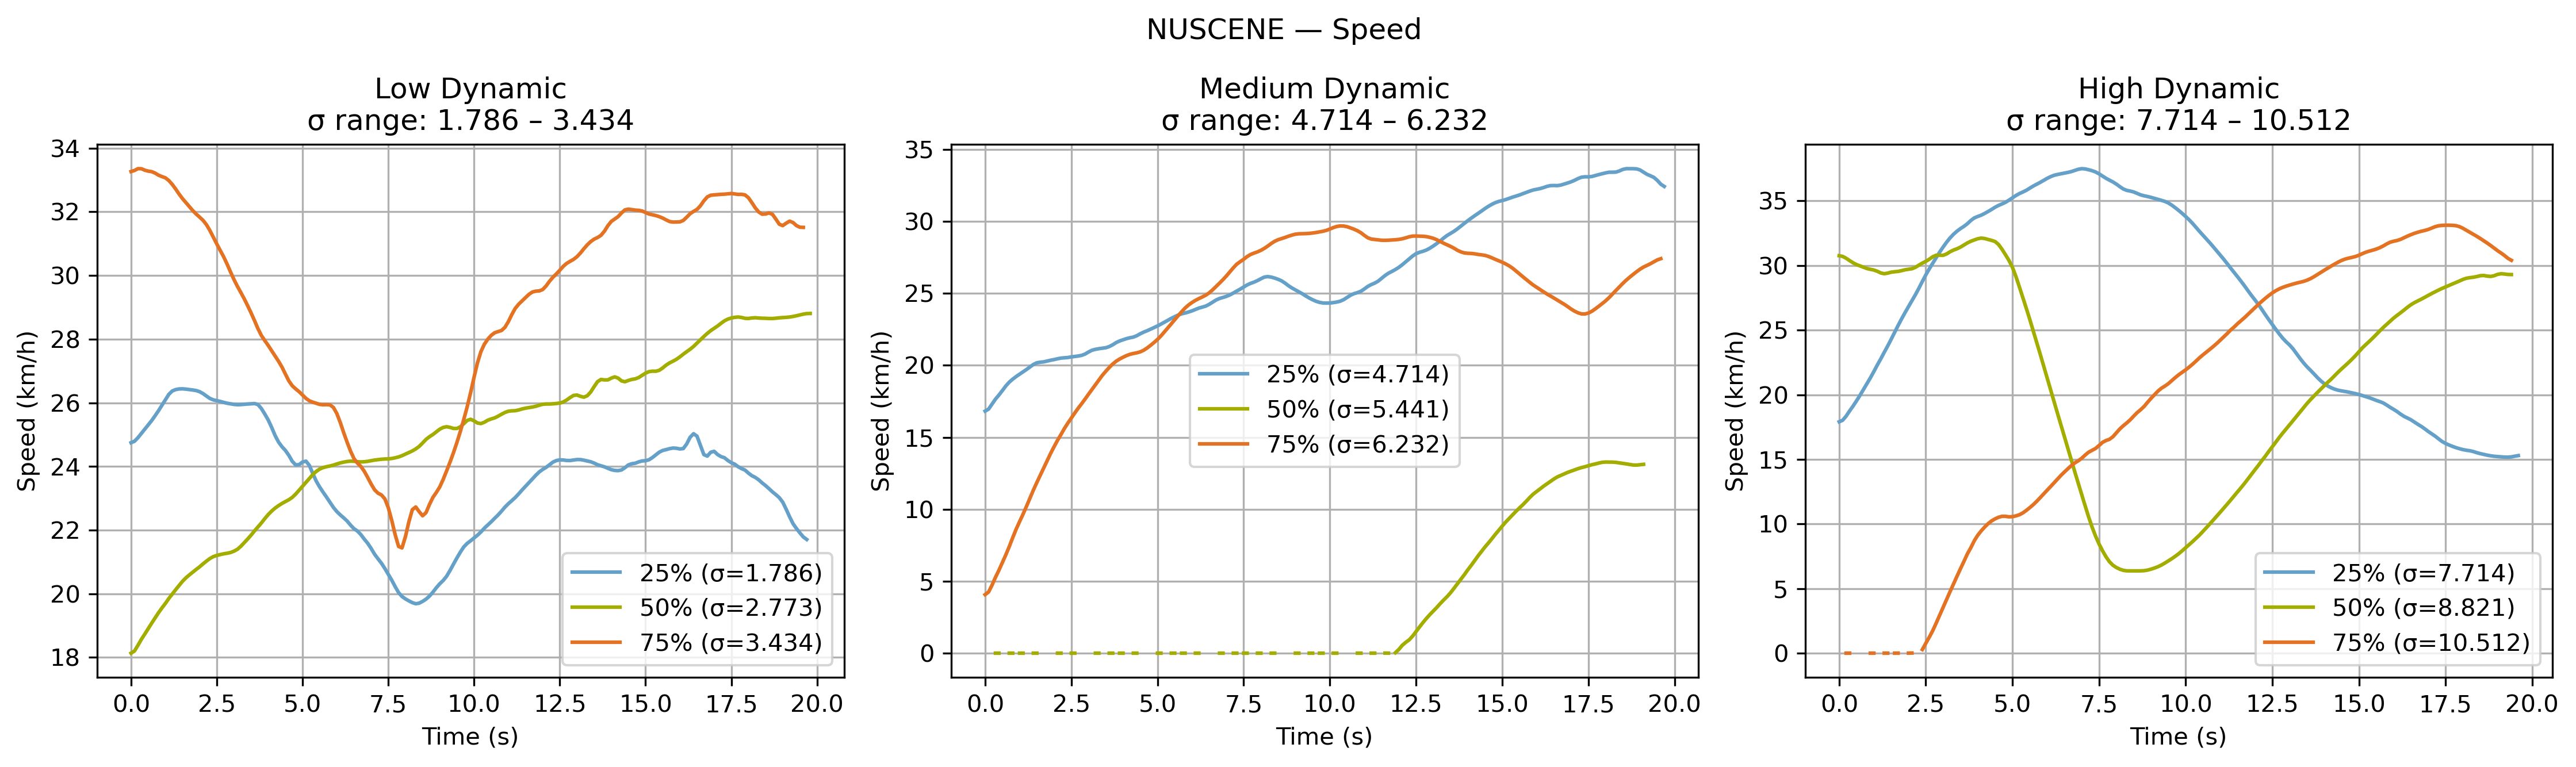 NUSCENE — Speed
Low Dynamic
σ range: 1.786 – 3.434
34
32
30
28
26
24
22
20
18
Speed (km/h)
0.0 2.5 5.0 7.5 10.0 12.5 15.0 17.5 20.0
Time (s)
25% (σ=1.786)
50% (σ=2.773)
75% (σ=3.434)
Medium Dynamic
σ range: 4.714 – 6.232
35
30
25
20
15
10
5
0
Speed (km/h)
0.0 2.5 5.0 7.5 10.0 12.5 15.0 17.5 20.0
Time (s)
25% (σ=4.714)
50% (σ=5.441)
75% (σ=6.232)
High Dynamic
σ range: 7.714 – 10.512
35
30
25
20
15
10
5
0
Speed (km/h)
0.0 2.5 5.0 7.5 10.0 12.5 15.0 17.5 20.0
Time (s)
25% (σ=7.714)
50% (σ=8.821)
75% (σ=10.512)